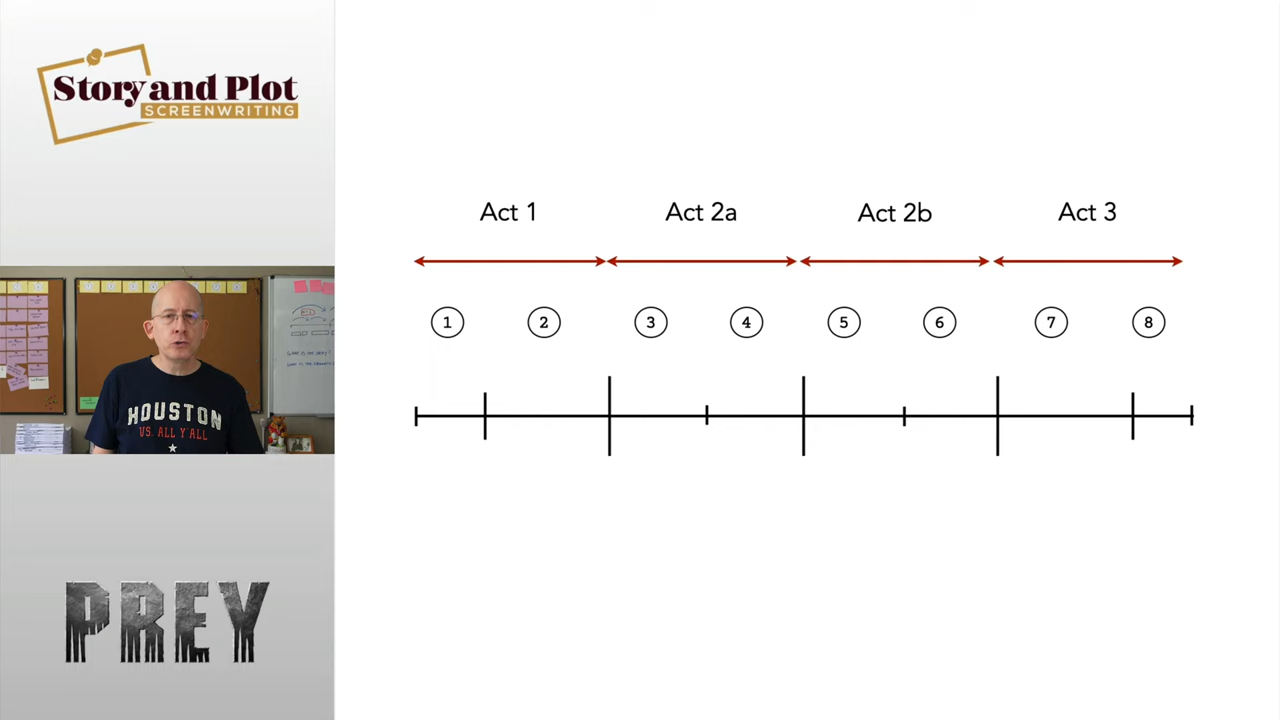 Story and Plot
SCREENWRITING
HOUSTON
VS. ALL Y'ALL
PREY
Act 1
Act 2a
Act 2b
Act 3
1
2
3
4
5
6
7
8